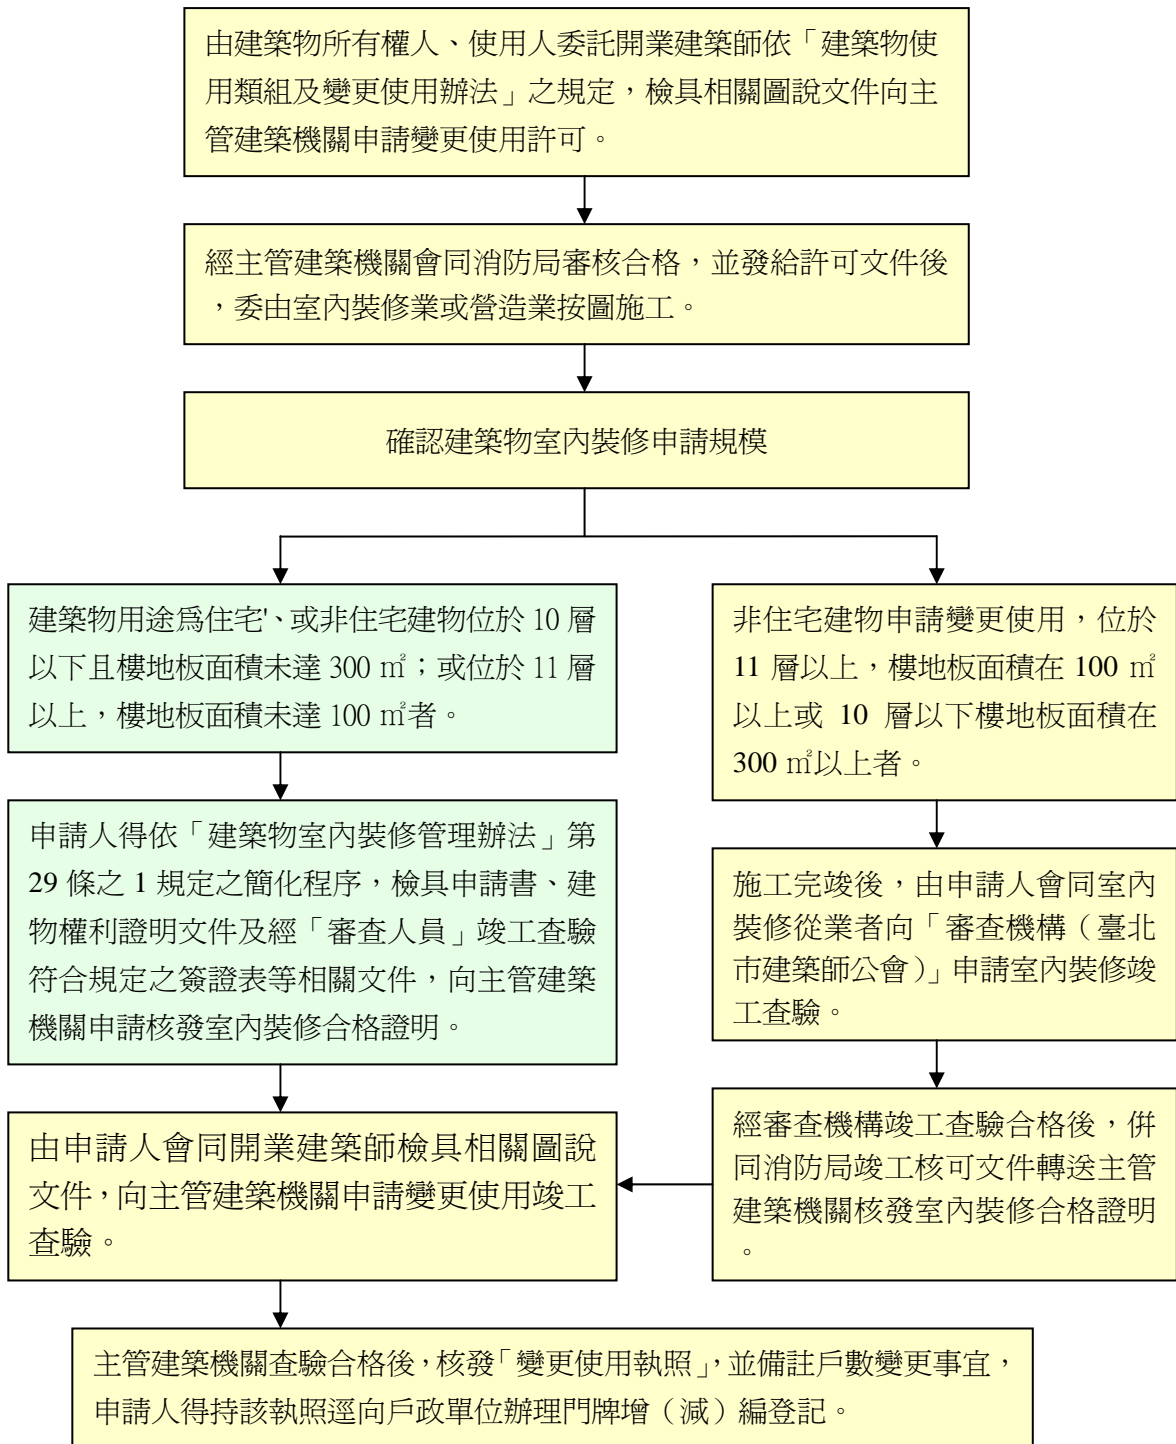 由建築物所有權人、使用人委託開業建築師依「建築物使
用類組及變更使用辦法」之規定，檢具相關圖說文件向主
管建築機關申請變更使用許可。
經主管建築機關會同消防局審核合格，並發給許可文件後
，委由室內裝修業或營造業按圖施工。
確認建築物室內裝修申請規模
建築物用途為住宅'、或非住宅建物位於 10 層
以下且樓地板面積未達 300 ㎡；或位於 11 層
以上，樓地板面積未達 100 ㎡者。
非住宅建物申請變更使用，位於
11 層以上，樓地板面積在 100 ㎡
以上或 10 層以下樓地板面積在
300 ㎡以上者。
申請人得依「建築物室內裝修管理辦法」第
29 條之 1 規定之簡化程序，檢具申請書、建
物權利證明文件及經「審查人員」竣工查驗
符合規定之簽證表等相關文件，向主管建築
機關申請核發室內裝修合格證明。
施工完竣後，由申請人會同室內
裝修從業者向「審查機構（臺北
市建築師公會）」申請室內裝修竣
工查驗。
由申請人會同開業建築師檢具相關圖說
文件，向主管建築機關申請變更使用竣工
查驗。
經審查機構竣工查驗合格後，併
同消防局竣工核可文件轉送主管
建築機關核發室內裝修合格證明
。
主管建築機關查驗合格後，核發「變更使用執照」，並備註戶數變更事宜，
申請人得持該執照逕向戶政單位辦理門牌增（減）編登記。